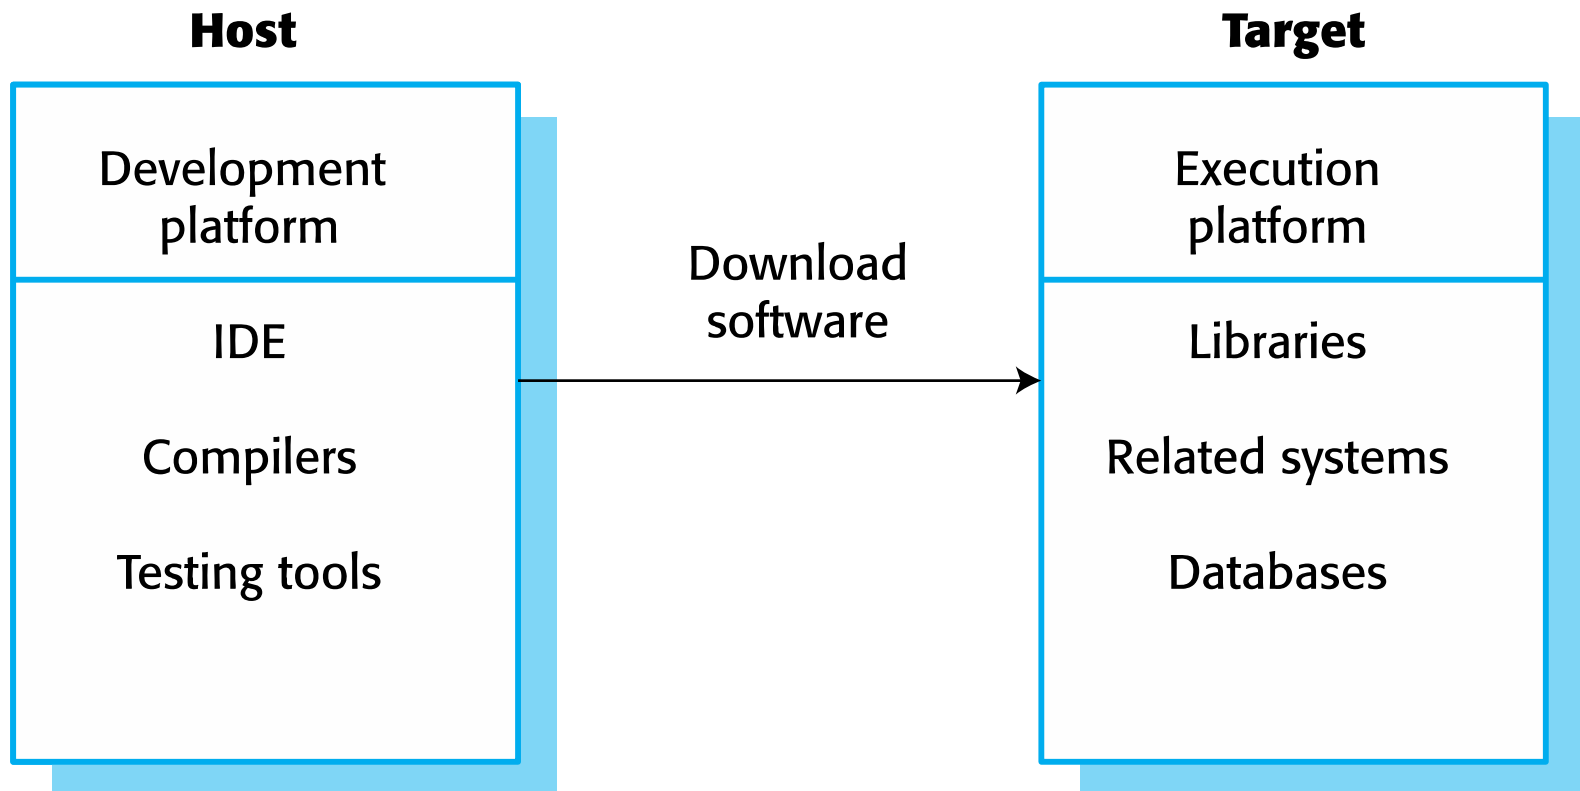 Host
Target
Development
platform
Execution
platform
Download
software
IDE
Compilers
Testing tools
Libraries
Related systems
Databases